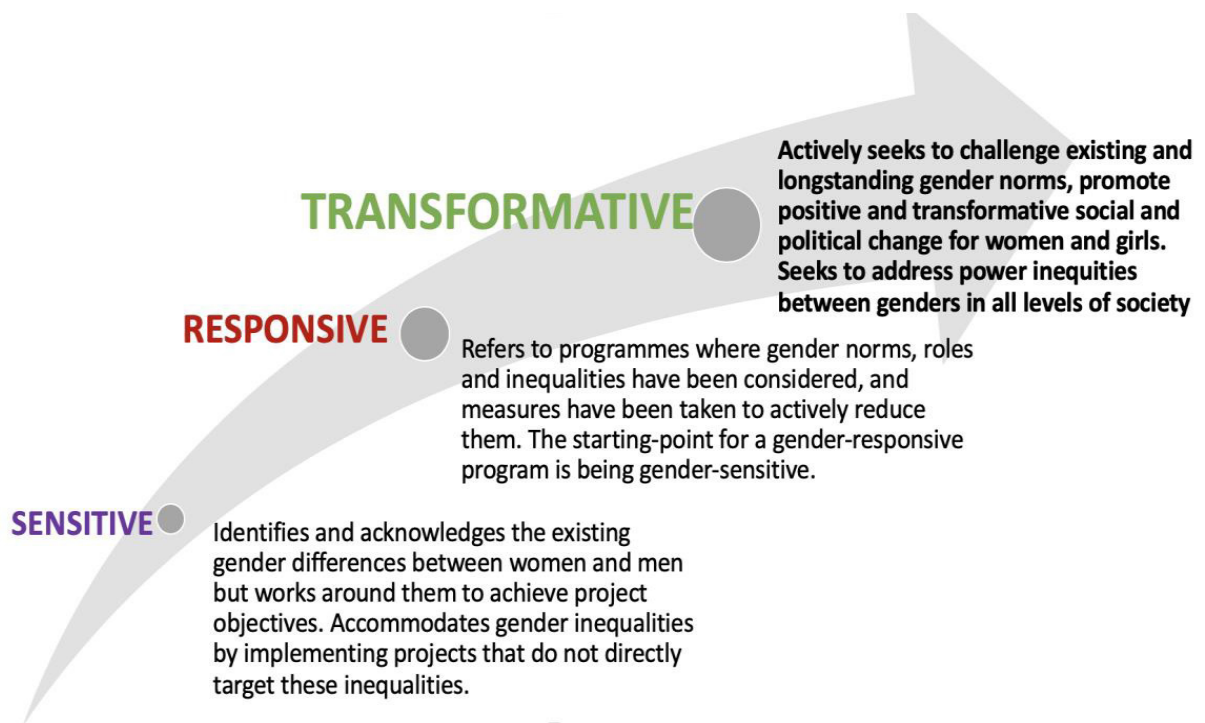 TRANSFORMATIVE
Actively seeks to challenge existing and
longstanding gender norms, promote
positive and transformative social and
political change for women and girls.
Seeks to address power inequities
between genders in all levels of society
RESPONSIVE
Refers to programmes where gender norms, roles
and inequalities have been considered, and
measures have been taken to actively reduce
them. The starting-point for a gender-responsive
program is being gender-sensitive.
SENSITIVE
Identifies and acknowledges the existing
gender differences between women and men
but works around them to achieve project
objectives. Accommodates gender inequalities
by implementing projects that do not directly
target these inequalities.